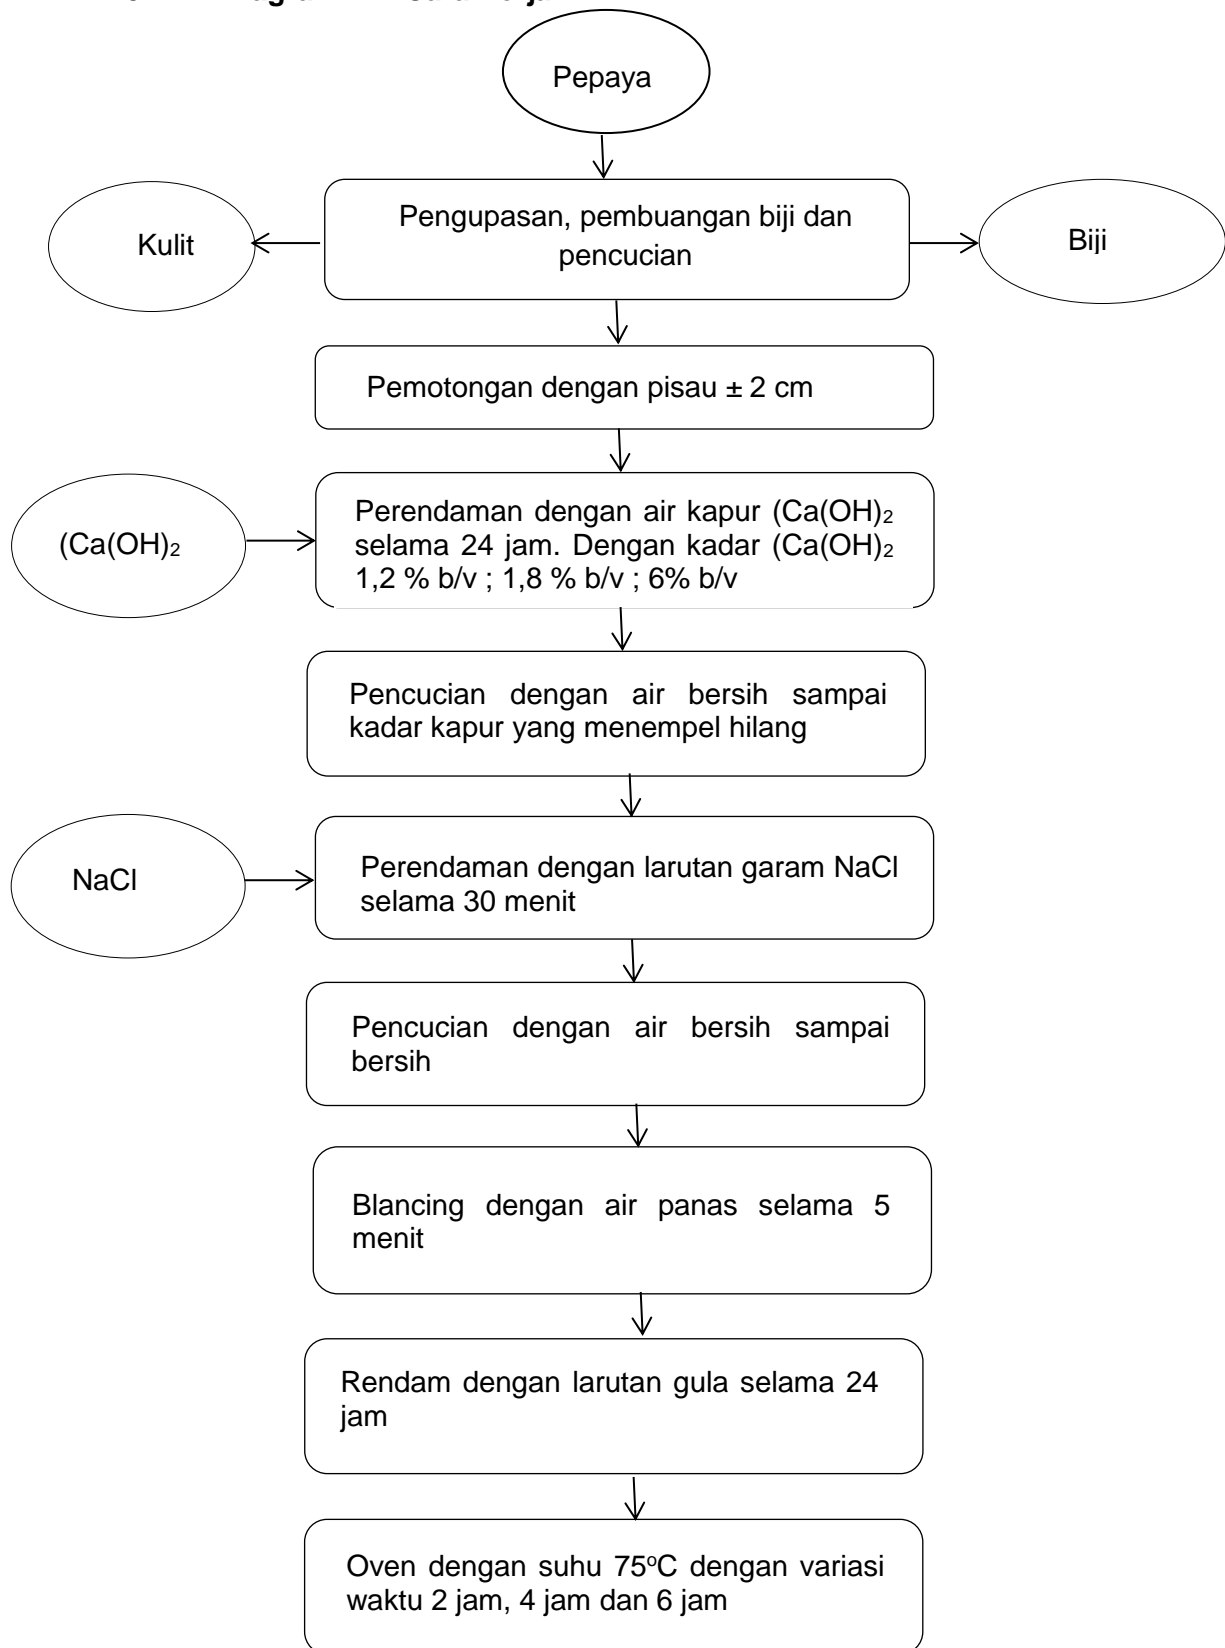 Pepaya
Kulit
Pengupasan, pembuangan biji dan
pencucian
Biji
Pemotongan dengan pisau ± 2 cm
(Ca(OH)₂
Perendaman dengan air kapur (Ca(OH)₂
selama 24 jam. Dengan kadar (Ca(OH)₂
1,2 % b/v ; 1,8 % b/v ; 6% b/v
Pencucian dengan air bersih sampai
kadar kapur yang menempel hilang
NaCl
Perendaman dengan larutan garam NaCl
selama 30 menit
Pencucian dengan air bersih sampai
bersih
Blancing dengan air panas selama 5
menit
Rendam dengan larutan gula selama 24
jam
Oven dengan suhu 75ºC dengan variasi
waktu 2 jam, 4 jam dan 6 jam